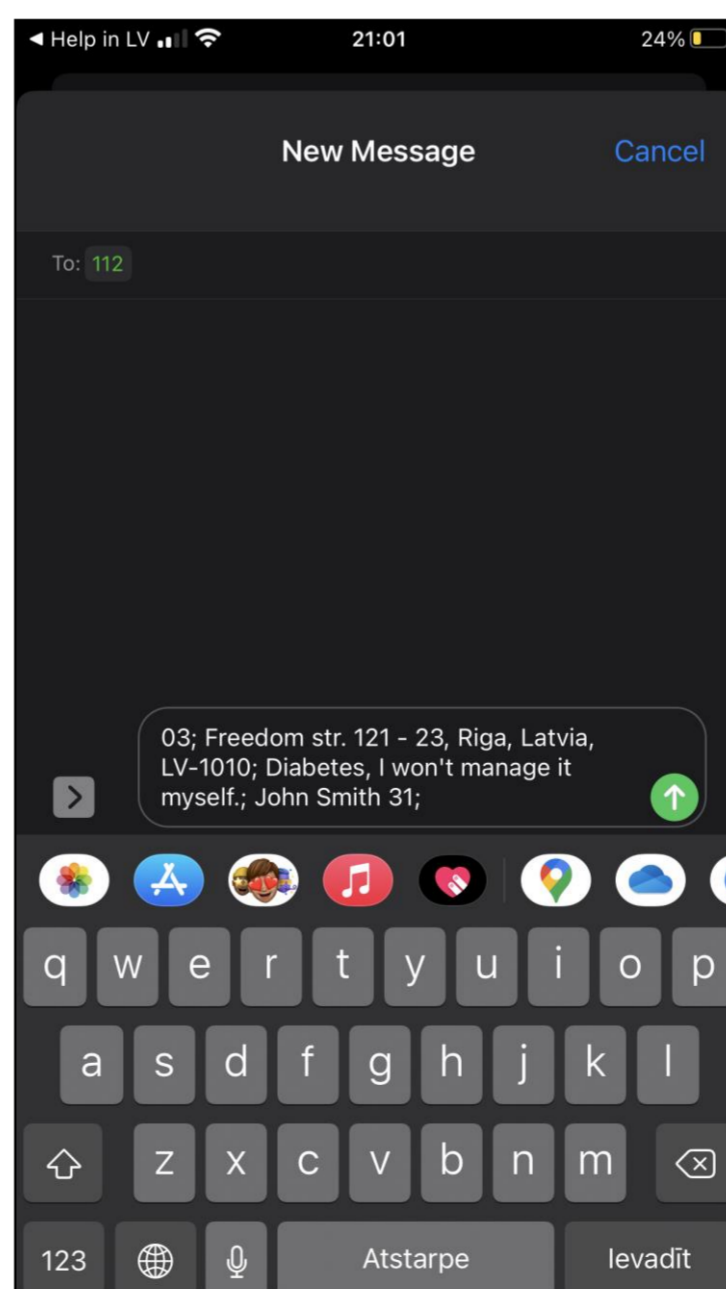 ◀ Help in LV 21:01 24%
New Message Cancel
To: 112
03; Freedom str. 121 - 23, Riga, Latvia,
LV-1010; Diabetes, I won't manage it
myself.; John Smith 31;
q w e r t y u i o p
a s d f g h j k l
z x c v b n m
123 Atstarpe Ievadīt